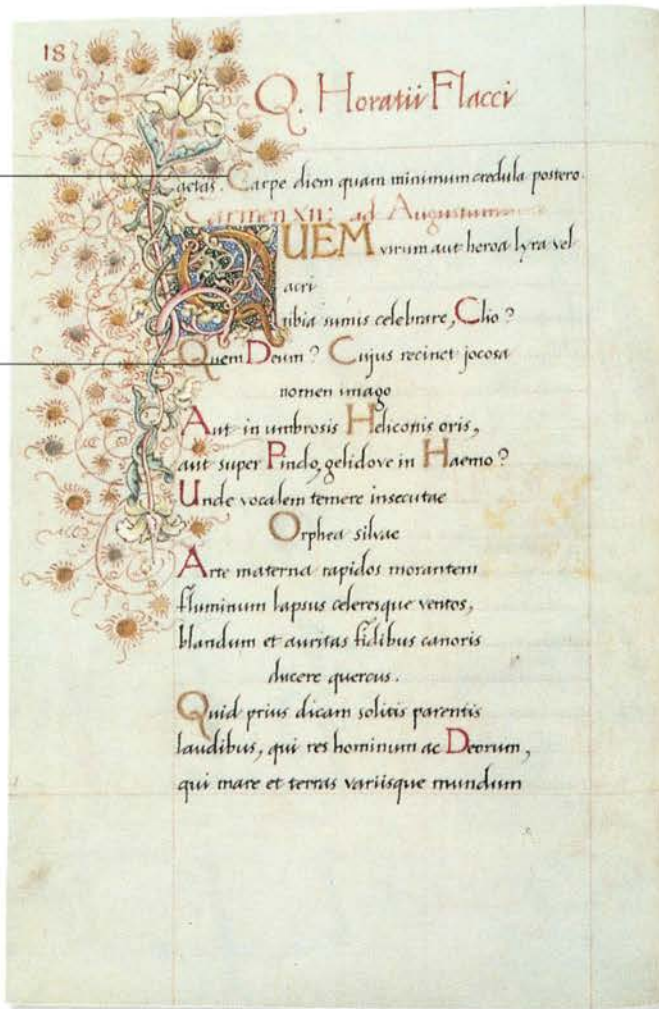 18
Q. Horatii Flacci
aetas. Carpe diem quam minimum credula postero.
Carmen XII: ad Augustum
QUEM virum aut heroa lyra vel
acri
tibia sumis celebrare, Clio?
Quem Deum? Cujus recinet jocosa
nomen imago
Aut in umbrosis Heliconis oris,
aut super Pindo, gelidove in Haemo?
Unde vocalem temere insecutae
Orphea silvae
Arte materna rapidos morantem
fluminum lapsus celeresque ventos,
blandum et auritas fidibus canoris
ducere quercus.
Quid prius dicam solitis parentis
laudibus, qui res hominum ac Deorum,
qui mare et terras variisque mundum